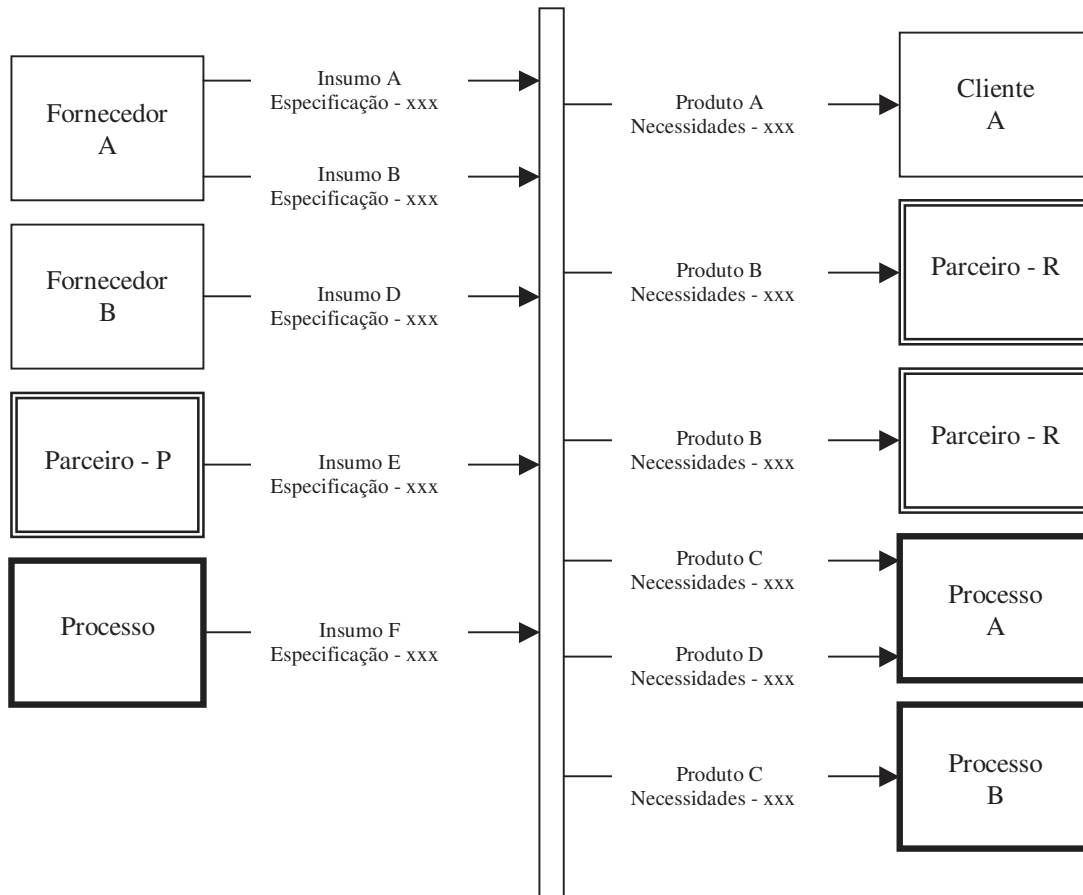 Fornecedor
A
Insumo A
Especificação - xxx
Insumo B
Especificação - xxx
Fornecedor
B
Insumo D
Especificação - xxx
Parceiro - P
Insumo E
Especificação - xxx
Processo
Insumo F
Especificação - xxx
Produto A
Necessidades - xxx
Cliente
A
Produto B
Necessidades - xxx
Parceiro - R
Produto B
Necessidades - xxx
Parceiro - R
Produto C
Necessidades - xxx
Produto D
Necessidades - xxx
Processo
A
Produto C
Necessidades - xxx
Processo
B